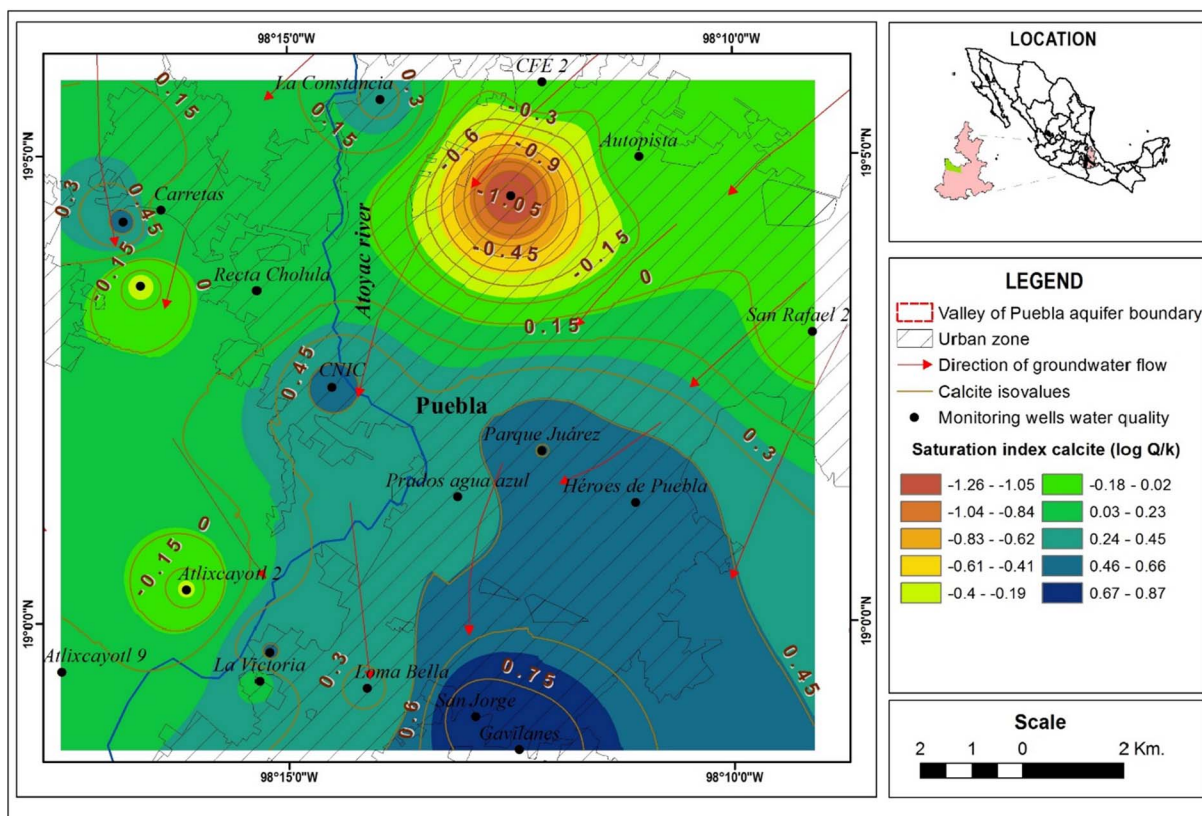 98°15'0"W
98°10'0"W
19°5'0"N
19°5'0"N
19°0'0"N
19°0'0"N
98°15'0"W
98°10'0"W
0.15
La Constancia
0.3
0.15
CFE 2
-0.3
-0.6
-0.9
Autopista
0.3
Carretas
0.45
-1.05
-0.45
-0.15
-0.15
0
Recta Cholula
Atoyac river
0
0.15
San Rafael 2
0.45
CNIC
Puebla
Parque Juárez
0.3
Prados agua azul
Héroes de Puebla
0
-0.15
Atlixcayotl 2
Atlixcayotl 9
La Victoria
0.3
Loma Bella
0.6
0.75
San Jorge
Gavilanes
0.45
LOCATION
LEGEND
Valley of Puebla aquifer boundary
Urban zone
Direction of groundwater flow
Calcite isovalues
Monitoring wells water quality
Saturation index calcite (log Q/k)
-1.26 - -1.05
-0.18 - 0.02
-1.04 - -0.84
0.03 - 0.23
-0.83 - -0.62
0.24 - 0.45
-0.61 - -0.41
0.46 - 0.66
-0.4 - -0.19
0.67 - 0.87
Scale
2 1 0 2 Km.